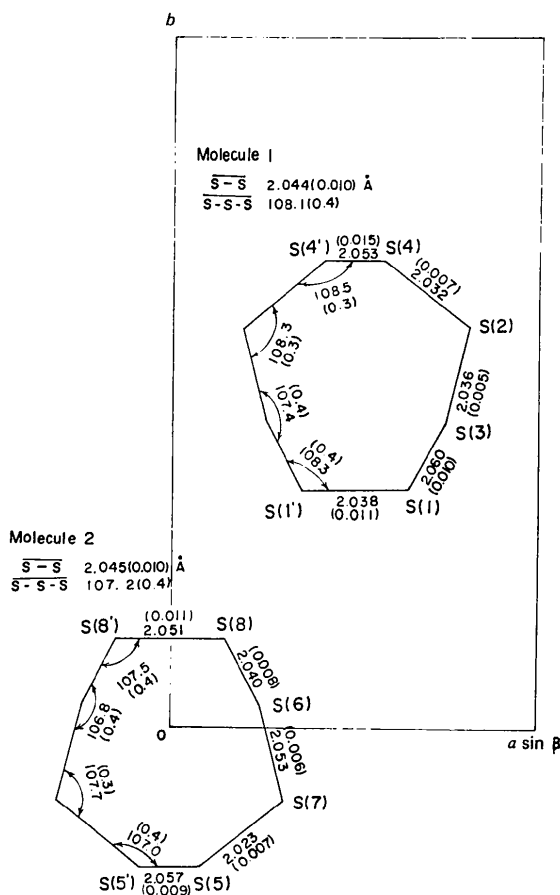 b
Molecule 1
S-S 2.044(0.010) Å
S-S-S 108.1(0.4)
S(4') (0.015) S(4)
2.053
(0.007)
2.032
108.5
(0.3)
S(2)
108.3
(0.3)
2.036
(0.005)
(0.4)
107.4
S(3)
(0.4)
108.3
2.060
(0.010)
S(1') 2.038 S(1)
(0.011)
Molecule 2
S-S 2.045(0.010) Å
S-S-S 107.2(0.4)
S(8') (0.011) S(8)
2.051
107.5
(0.4)
(0.008)
2.040
S(6)
106.8
(0.4)
0
(0.006)
2.053
a sin β
(0.3)
107.7
S(7)
(0.4)
107.0
2.023
(0.007)
S(5') 2.057 S(5)
(0.009)